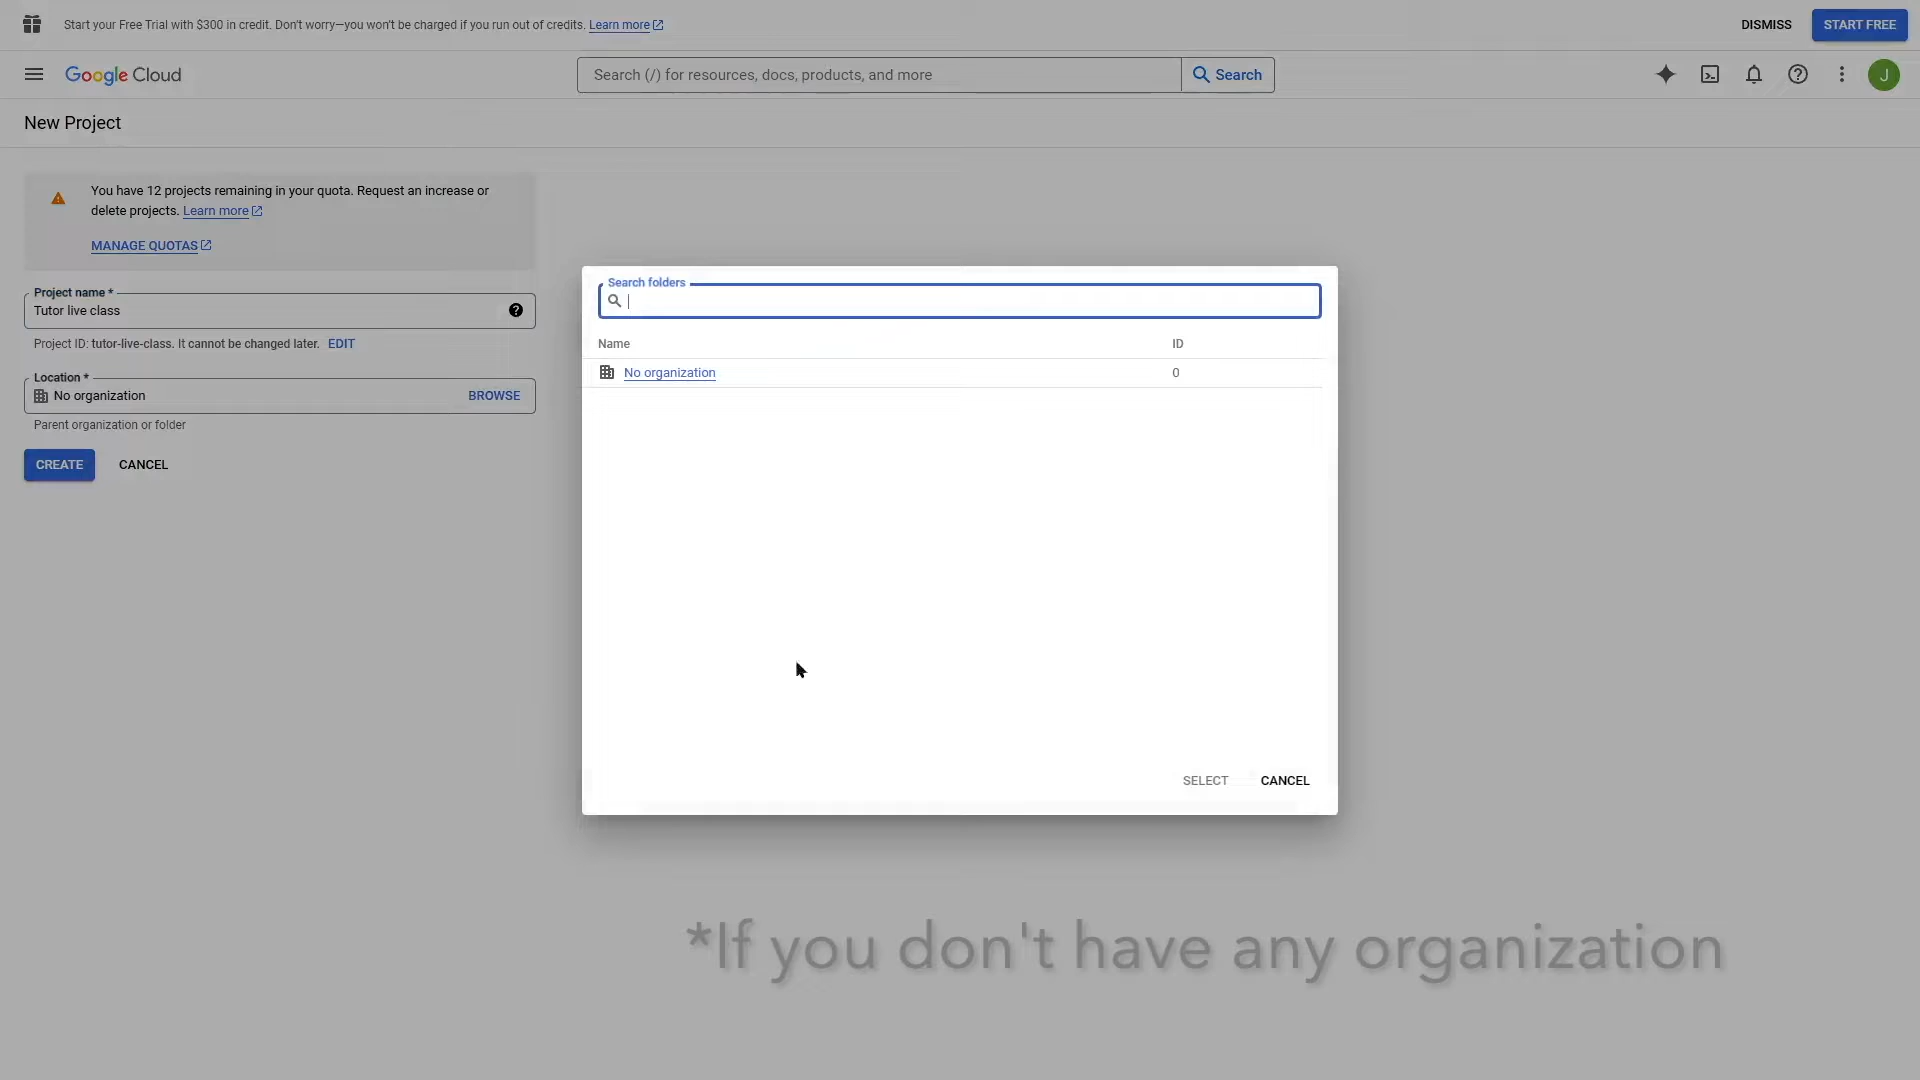 Start your Free Trial with $300 in credit. Don't worry—you won't be charged if you run out of credits. Learn more
DISMISS
START FREE
Google Cloud
Search (/) for resources, docs, products, and more
Search
J
New Project
You have 12 projects remaining in your quota. Request an increase or
delete projects. Learn more
MANAGE QUOTAS
Project name *
Tutor live class
Project ID: tutor-live-class. It cannot be changed later. EDIT
Location *
No organization
BROWSE
Parent organization or folder
CREATE
CANCEL
Search folders
Name
ID
No organization
0
SELECT
CANCEL
*If you don't have any organization